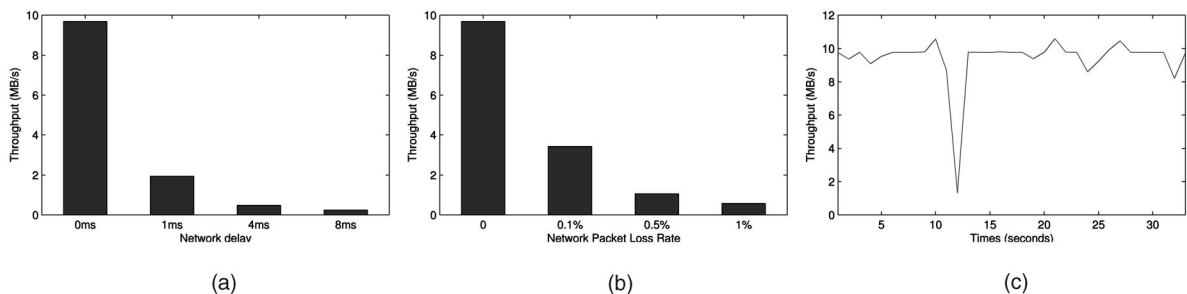 Throughput (MB/s)
10
8
6
4
2
0
0ms 1ms 4ms 8ms
Network delay
(a)
Throughput (MB/s)
10
8
6
4
2
0
0 0.1% 0.5% 1%
Network Packet Loss Rate
(b)
Throughput (MB/s)
12
10
8
6
4
2
0
5 10 15 20 25 30
Times (seconds)
(c)